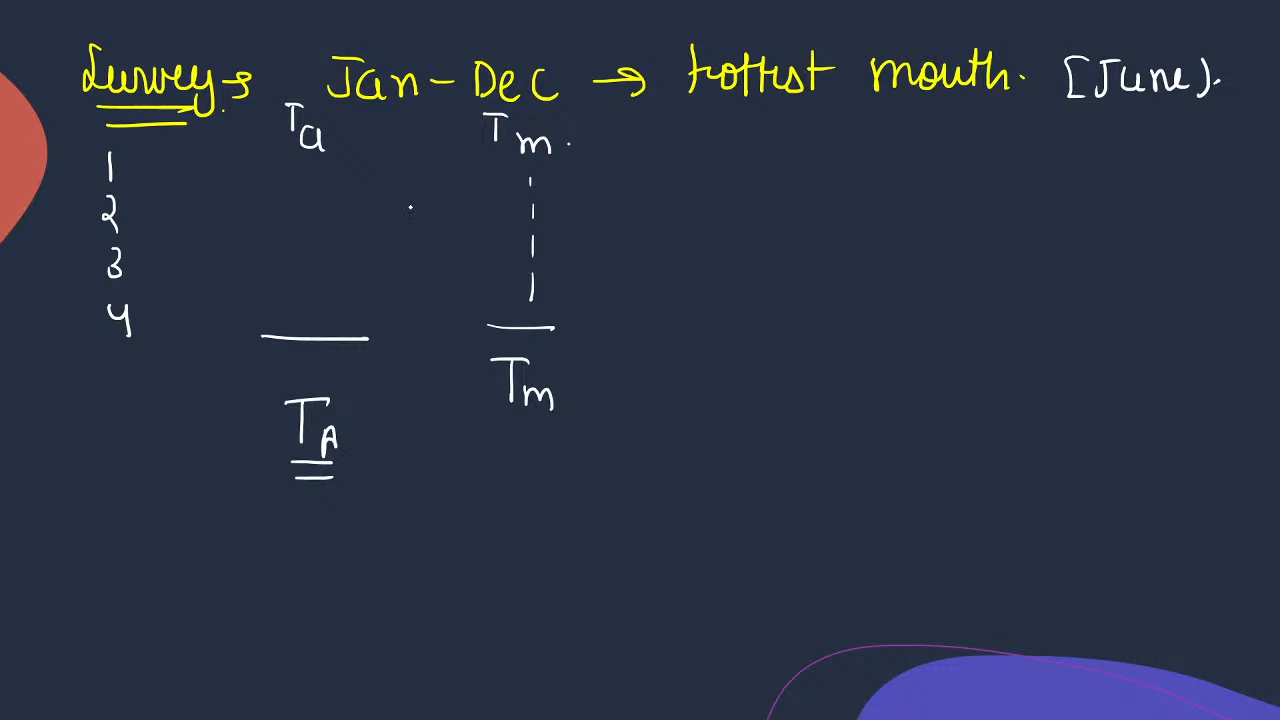 Survey → Jan - Dec → hottest month. [June].
Ta Tm.
1
2
3
4
Tm
TA